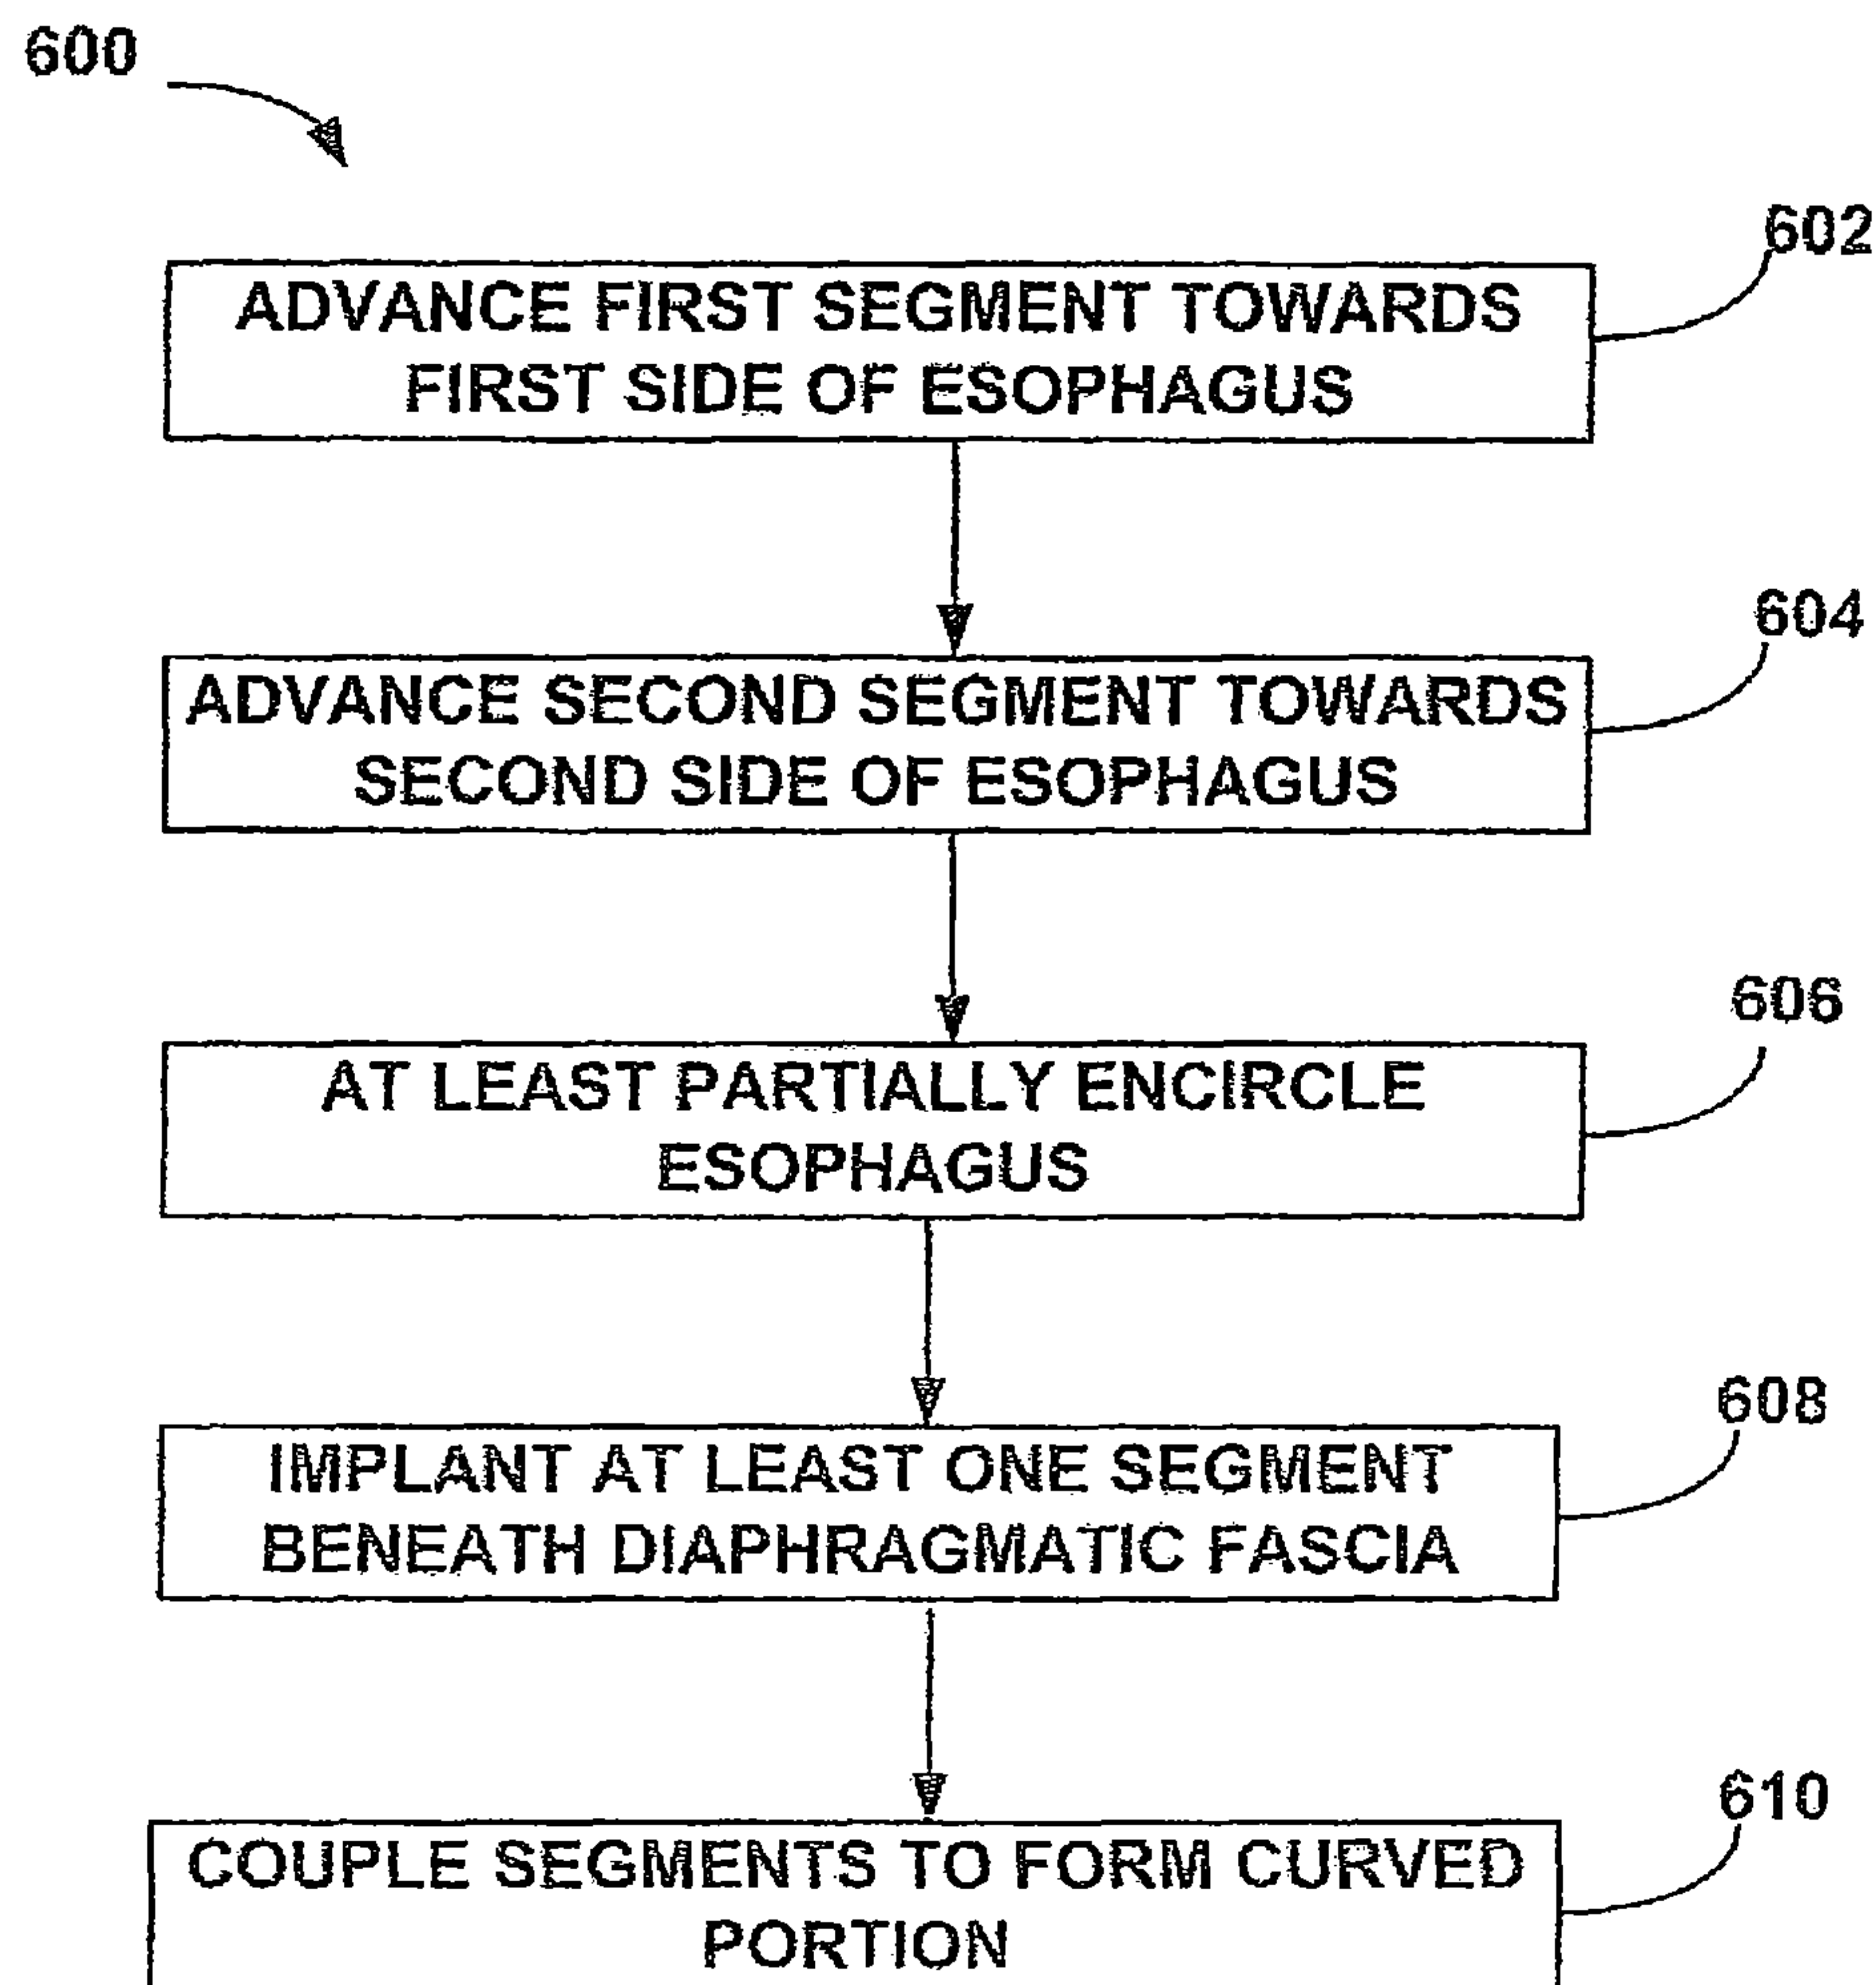 600
602
ADVANCE FIRST SEGMENT TOWARDS
FIRST SIDE OF ESOPHAGUS
604
ADVANCE SECOND SEGMENT TOWARDS
SECOND SIDE OF ESOPHAGUS
606
AT LEAST PARTIALLY ENCIRCLE
ESOPHAGUS
608
IMPLANT AT LEAST ONE SEGMENT
BENEATH DIAPHRAGMATIC FASCIA
610
COUPLE SEGMENTS TO FORM CURVED
PORTION